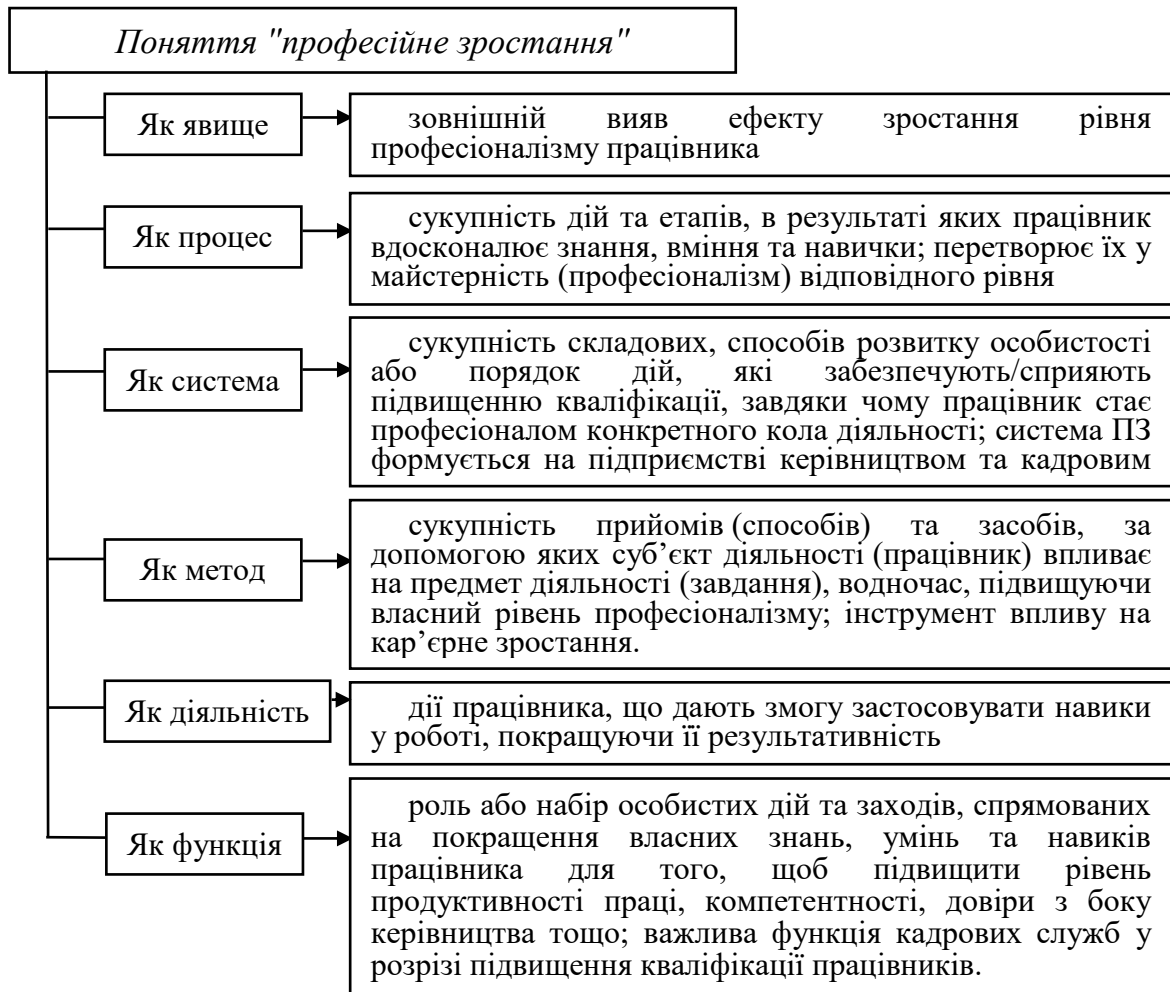 Поняття "професійне зростання"
Як явище
зовнішній вияв ефекту зростання рівня
професіоналізму працівника
Як процес
сукупність дій та етапів, в результаті яких працівник
вдосконалює знання, вміння та навички; перетворює їх у
майстерність (професіоналізм) відповідного рівня
Як система
сукупність складових, способів розвитку особистості
або порядок дій, які забезпечують/сприяють
підвищенню кваліфікації, завдяки чому працівник стає
професіоналом конкретного кола діяльності; система ПЗ
формується на підприємстві керівництвом та кадровим
Як метод
сукупність прийомів (способів) та засобів, за
допомогою яких суб’єкт діяльності (працівник) впливає
на предмет діяльності (завдання), водночас, підвищуючи
власний рівень професіоналізму; інструмент впливу на
кар’єрне зростання.
Як діяльність
дії працівника, що дають змогу застосовувати навики
у роботі, покращуючи її результативність
Як функція
роль або набір особистих дій та заходів, спрямованих
на покращення власних знань, умінь та навиків
працівника для того, щоб підвищити рівень
продуктивності праці, компетентності, довіри з боку
керівництва тощо; важлива функція кадрових служб у
розрізі підвищення кваліфікації працівників.